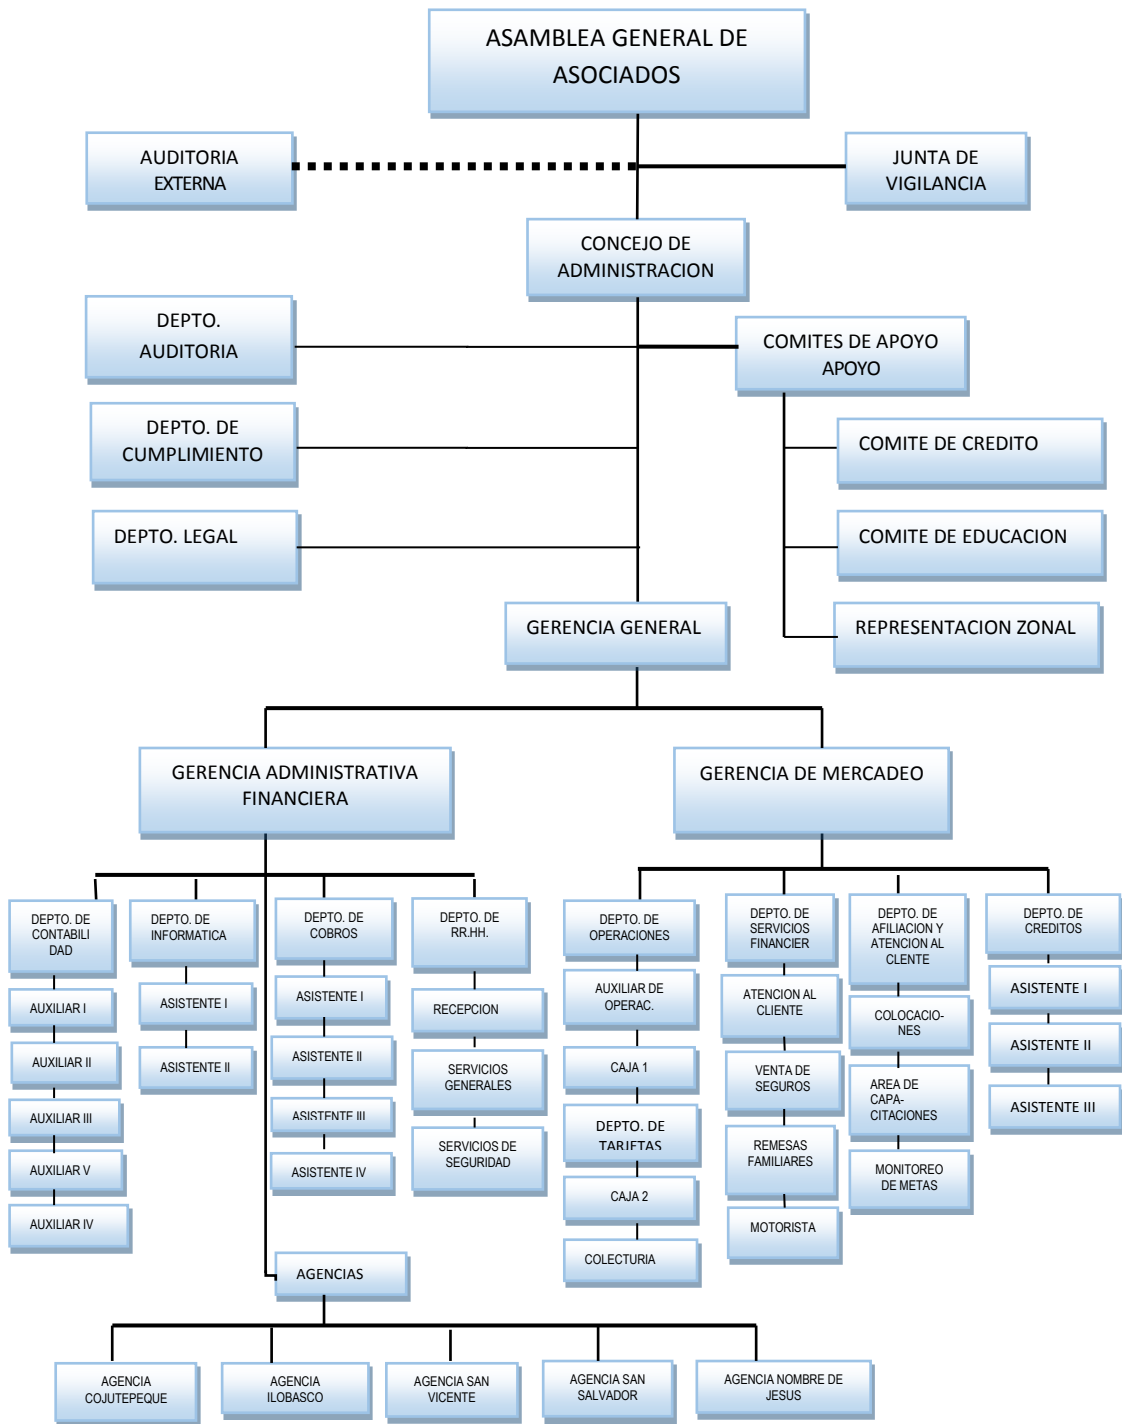 ASAMBLEA GENERAL DE
ASOCIADOS
AUDITORIA
EXTERNA
JUNTA DE
VIGILANCIA
CONCEJO DE
ADMINISTRACION
DEPTO.
AUDITORIA
COMITES DE APOYO
APOYO
DEPTO. DE
CUMPLIMIENTO
COMITE DE CREDITO
DEPTO. LEGAL
COMITE DE EDUCACION
GERENCIA GENERAL
REPRESENTACION ZONAL
GERENCIA ADMINISTRATIVA
FINANCIERA
GERENCIA DE MERCADEO
DEPTO. DE
CONTABILI
DAD
AUXILIAR I
AUXILIAR II
AUXILIAR III
AUXILIAR V
AUXILIAR IV
DEPTO. DE
INFORMATICA
ASISTENTE I
ASISTENTE II
DEPTO. DE
COBROS
ASISTENTE I
ASISTENTE II
ASISTENTE III
ASISTENTE IV
DEPTO. DE
RR.HH.
RECEPCION
SERVICIOS
GENERALES
SERVICIOS DE
SEGURIDAD
DEPTO. DE
OPERACIONES
AUXILIAR DE
OPERAC.
CAJA 1
DEPTO. DE
TARJETAS
CAJA 2
COLECTURIA
DEPTO. DE
SERVICIOS
FINANCIER
ATENCION AL
CLIENTE
VENTA DE
SEGUROS
REMESAS
FAMILIARES
MOTORISTA
DEPTO. DE
AFILIACION Y
ATENCION AL
CLENTE
COLOCACIO-
NES
AREA DE
CAPA-
CITACIONES
MONITOREO
DE METAS
DEPTO. DE
CREDITOS
ASISTENTE I
ASISTENTE II
ASISTENTE III
AGENCIAS
AGENCIA
COJUTEPEQUE
AGENCIA
ILOBASCO
AGENCIA SAN
VICENTE
AGENCIA SAN
SALVADOR
AGENCIA NOMBRE DE
JESUS